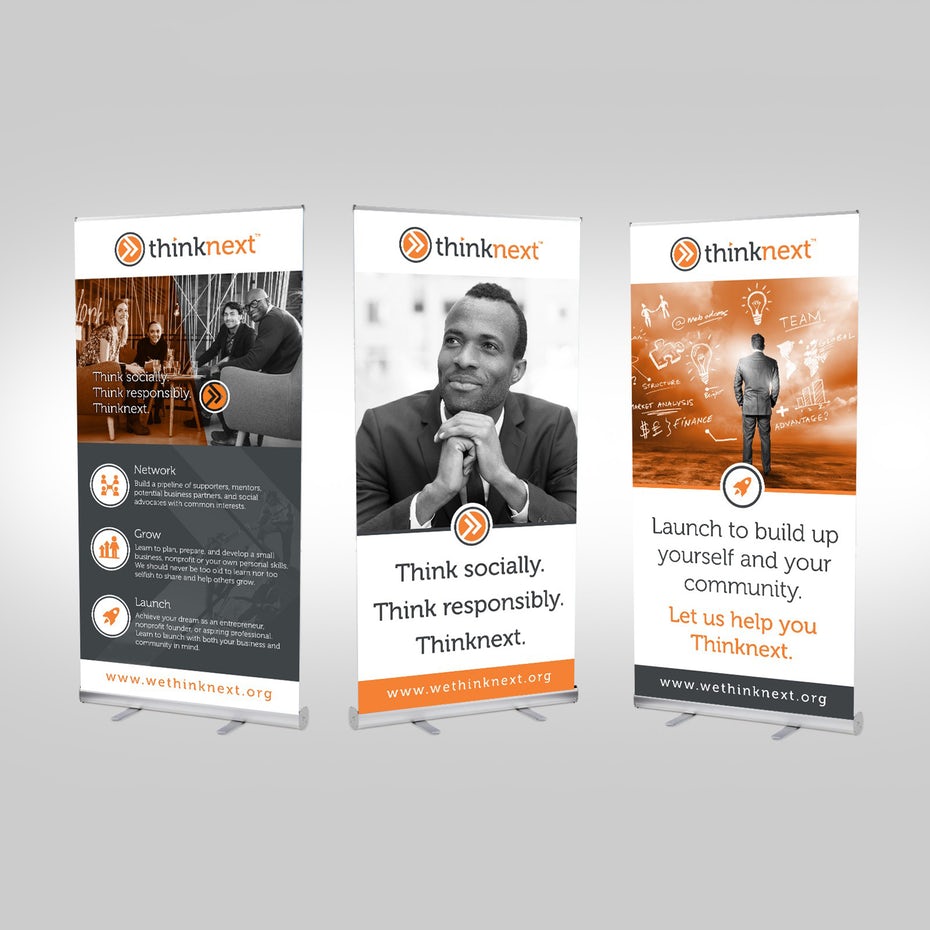 thinknext™
Think socially.
Think responsibly.
Thinknext.
Network
Build a pipeline of supporters, mentors,
potential business partners, and social
advocates with common interests.
Grow
Learn to plan, prepare, and develop a small
business, nonprofit or your own personal skills.
We should never be too old to learn nor too
selfish to share and help others grow.
Launch
Achieve your dream as an entrepreneur,
nonprofit founder, or aspiring professional.
Learn to launch with both your business and
community in mind.
www.wethinknext.org
thinknext™
Think socially.
Think responsibly.
Thinknext.
www.wethinknext.org
thinknext™
TEAM.
GLOBAL
STRUCTURE
MARKET ANALYSIS
$ £ } FINANCE
ADVANTAGE?
Launch to build up
yourself and your
community.
Let us help you
Thinknext.
www.wethinknext.org